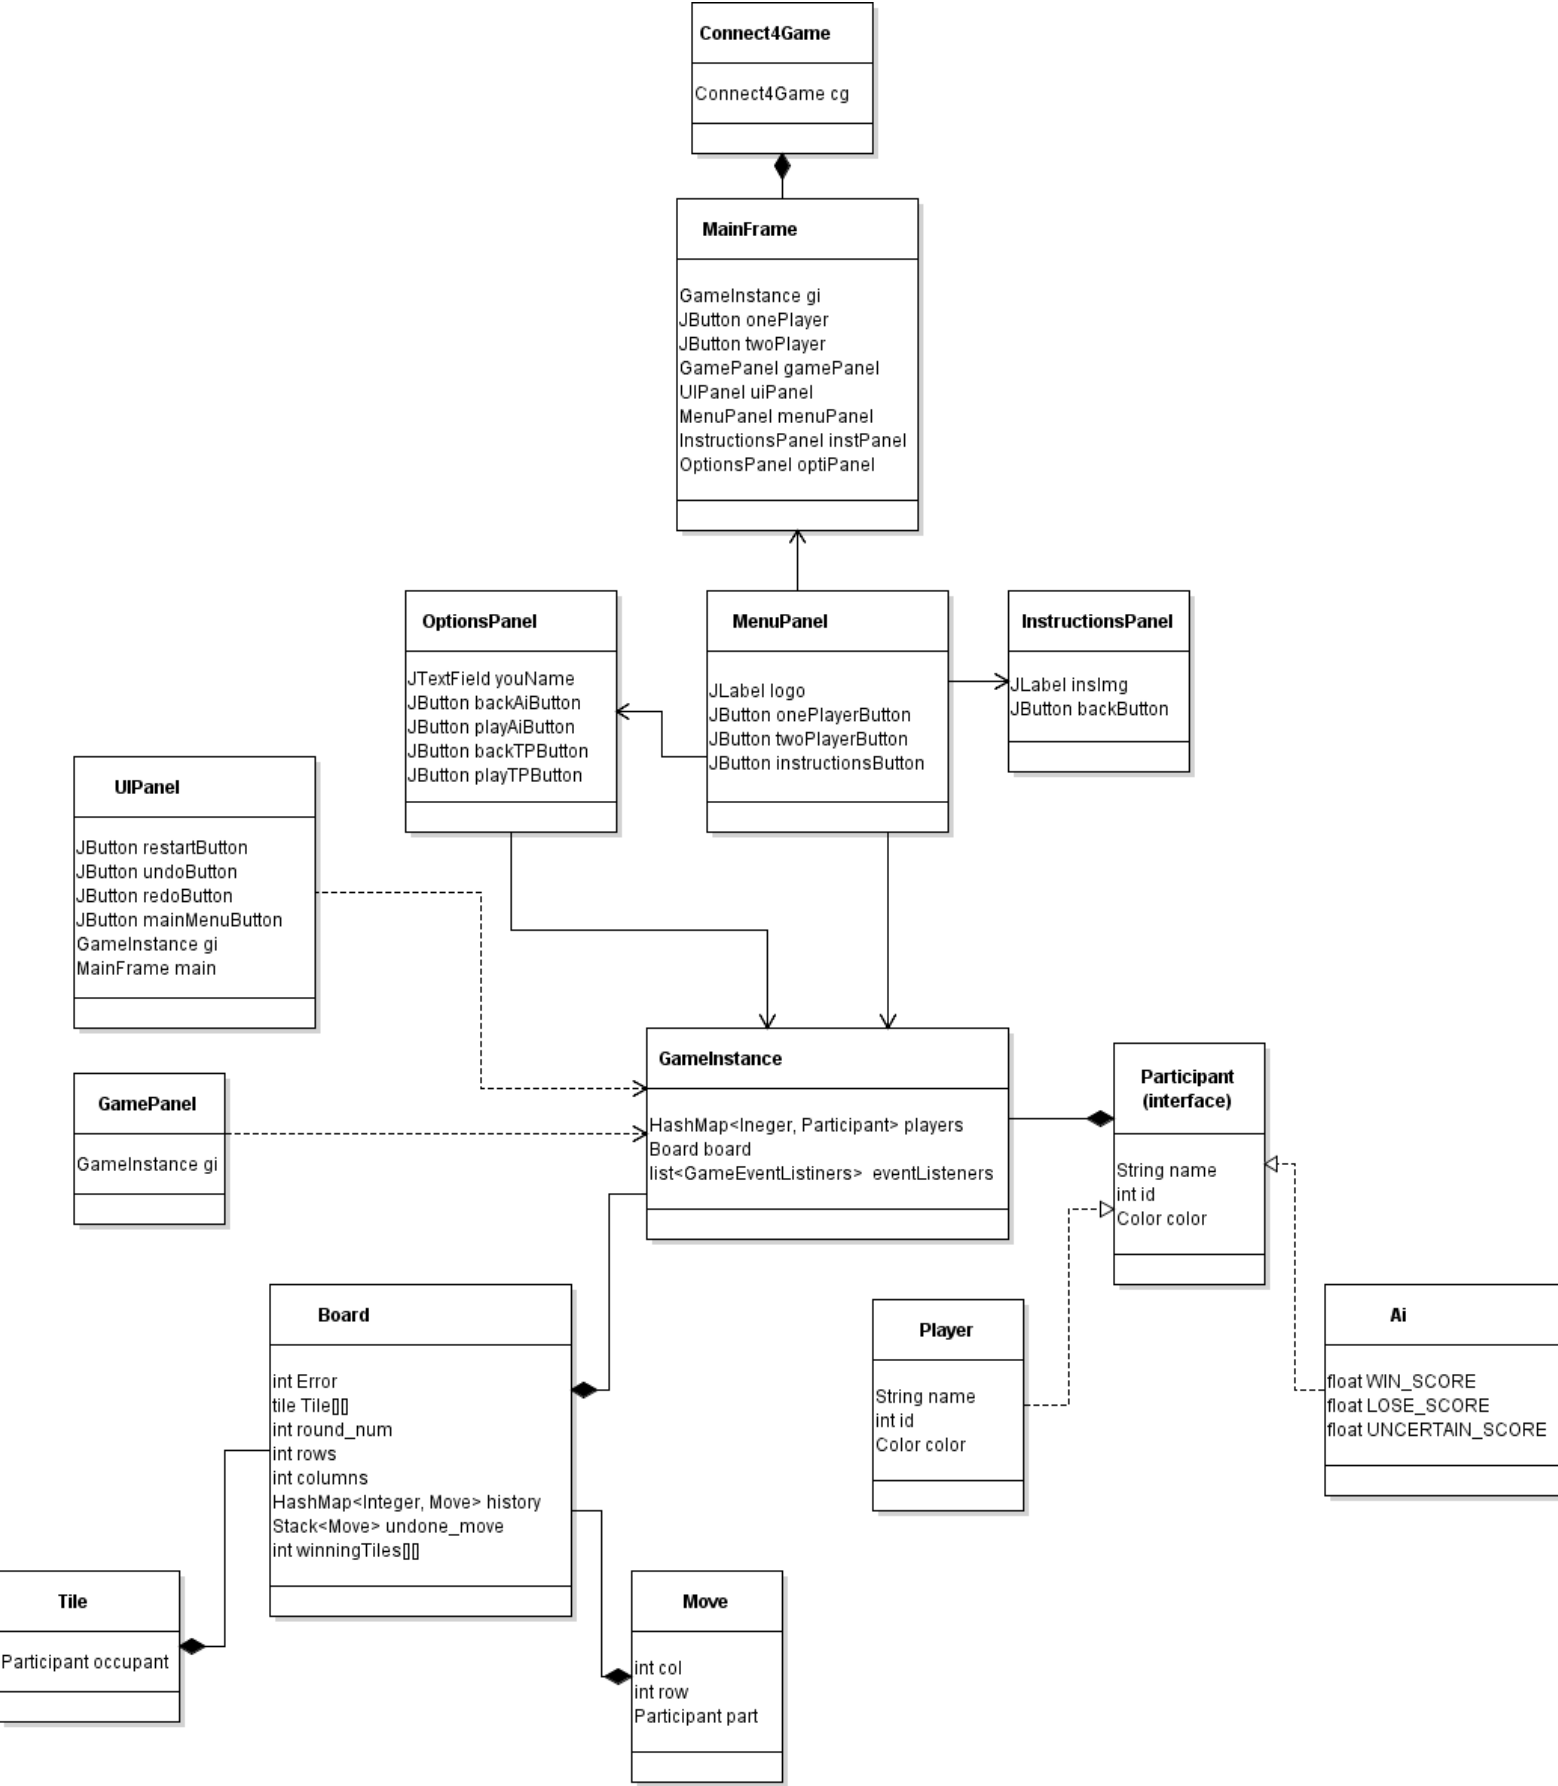 Connect4Game
Connect4Game cg
MainFrame
GameInstance gi
JButton onePlayer
JButton twoPlayer
GamePanel gamePanel
UIPanel uiPanel
MenuPanel menuPanel
InstructionsPanel instPanel
OptionsPanel optiPanel
OptionsPanel
JTextField youName
JButton backAiButton
JButton playAiButton
JButton backTPButton
JButton playTPButton
MenuPanel
JLabel logo
JButton onePlayerButton
JButton twoPlayerButton
JButton instructionsButton
InstructionsPanel
JLabel insImg
JButton backButton
UIPanel
JButton restartButton
JButton undoButton
JButton redoButton
JButton mainMenuButton
GameInstance gi
MainFrame main
GamePanel
GameInstance gi
GameInstance
HashMap<Ineger, Participant> players
Board board
list<GameEventListiners> eventListeners
Participant
(interface)
String name
int id
Color color
Board
int Error
tile Tile[][]
int round_num
int rows
int columns
HashMap<Integer, Move> history
Stack<Move> undone_move
int winningTiles[][]
Player
String name
int id
Color color
Ai
float WIN_SCORE
float LOSE_SCORE
float UNCERTAIN_SCORE
Tile
Participant occupant
Move
int col
int row
Participant part